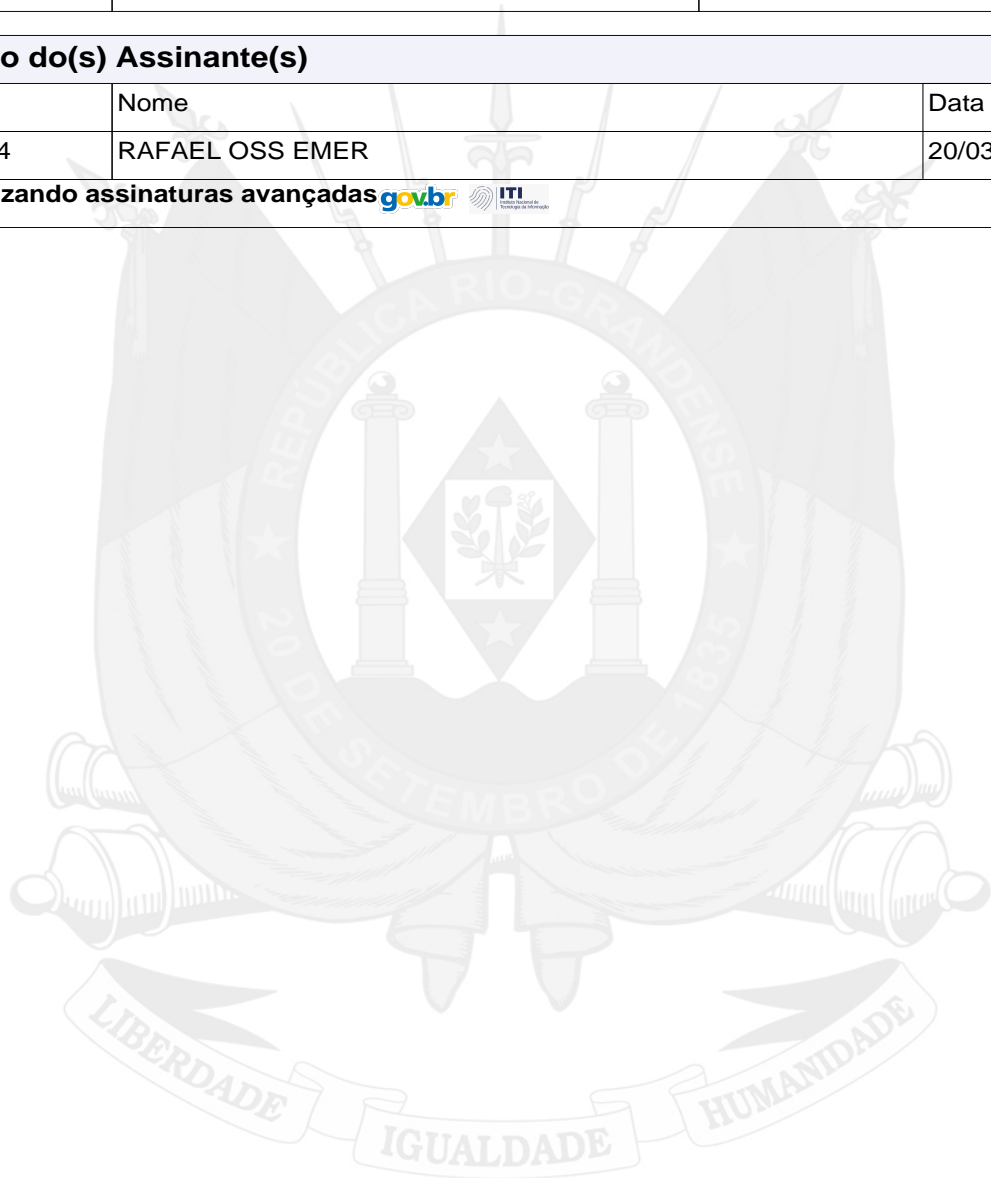 o do(s) Assinante(s)
Nome Data
4 RAFAEL OSS EMER 20/03
zando assinaturas avançadas gov.br ITI
REPÚBLICA RIO-GRANDENSE
20 DE SETEMBRO DE 1835
LIBERDADE IGUALDADE HUMANIDADE